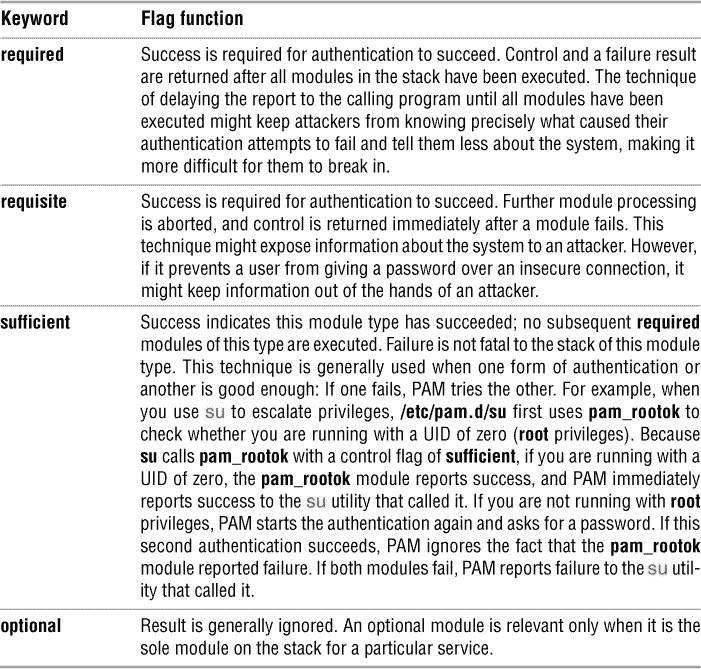 Keyword Flag function
required Success is required for authentication to succeed. Control and a failure result
are returned after all modules in the stack have been executed. The technique
of delaying the report to the calling program until all modules have been
executed might keep attackers from knowing precisely what caused their
authentication attempts to fail and tell them less about the system, making it
more difficult for them to break in.
requisite Success is required for authentication to succeed. Further module processing
is aborted, and control is returned immediately after a module fails. This
technique might expose information about the system to an attacker. However,
if it prevents a user from giving a password over an insecure connection, it
might keep information out of the hands of an attacker.
sufficient Success indicates this module type has succeeded; no subsequent required
modules of this type are executed. Failure is not fatal to the stack of this module
type. This technique is generally used when one form of authentication or
another is good enough: If one fails, PAM tries the other. For example, when
you use su to escalate privileges, /etc/pam.d/su first uses pam_rootok to
check whether you are running with a UID of zero (root privileges). Because
su calls pam_rootok with a control flag of sufficient, if you are running with a
UID of zero, the pam_rootok module reports success, and PAM immediately
reports success to the su utility that called it. If you are not running with root
privileges, PAM starts the authentication again and asks for a password. If this
second authentication succeeds, PAM ignores the fact that the pam_rootok
module reported failure. If both modules fail, PAM reports failure to the su util-
ity that called it.
optional Result is generally ignored. An optional module is relevant only when it is the
sole module on the stack for a particular service.